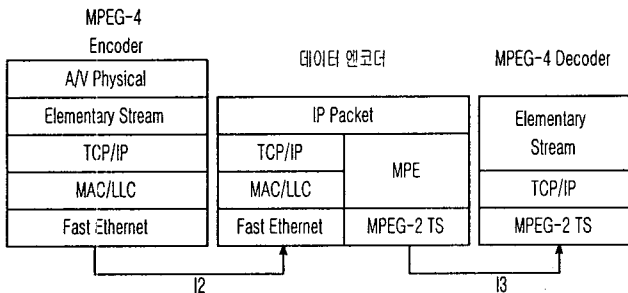 MPEG-4
Encoder
A/V Physical
Elementary Stream
TCP/IP
MAC/LLC
Fast Ethernet
데이터 엔코더
IP Packet
TCP/IP
MAC/LLC
Fast Ethernet
MPE
MPEG-2 TS
MPEG-4 Decoder
Elementary
Stream
TCP/IP
MPEG-2 TS
I2
I3